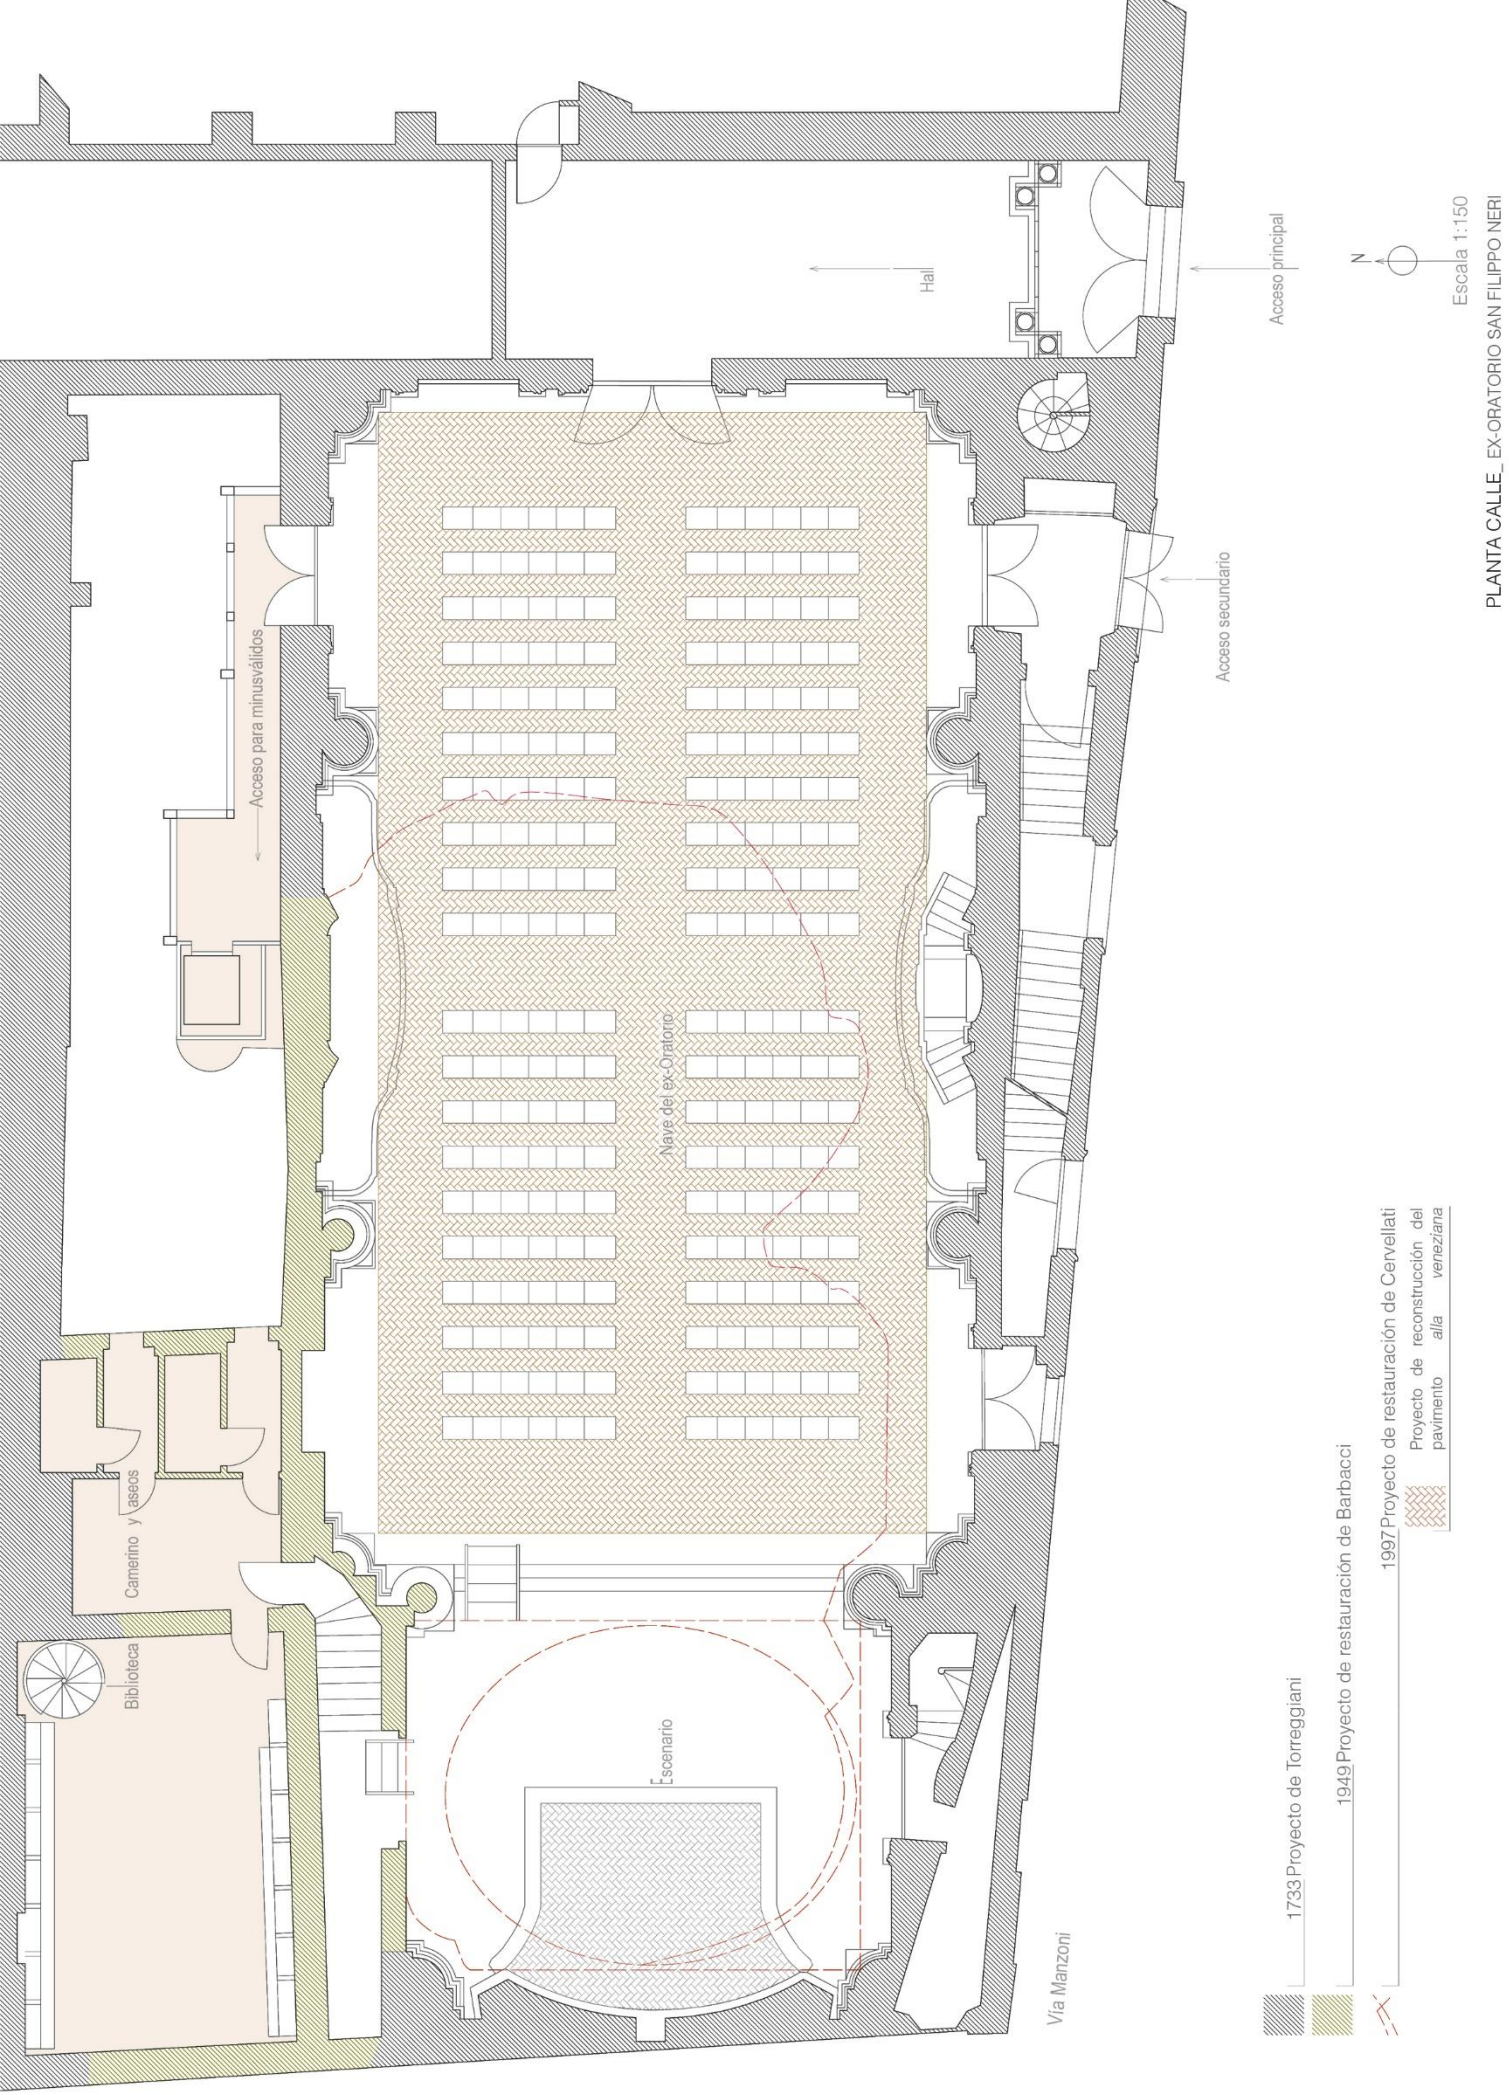 Biblioteca
Camerino y aseos
Acceso para minusválidos
Escenario
Nave del ex-Oratorio
Hall
Vía Manzoni
Acceso secundario
Acceso principal
N
1733 Proyecto de Torreggiani
1949 Proyecto de restauración de Barbacci
1997 Proyecto de restauración de Cervellati
Proyecto de reconstrucción del
pavimento alla veneziana
Escala 1:150
PLANTA CALLE_ EX-ORATORIO SAN FILIPPO NERI